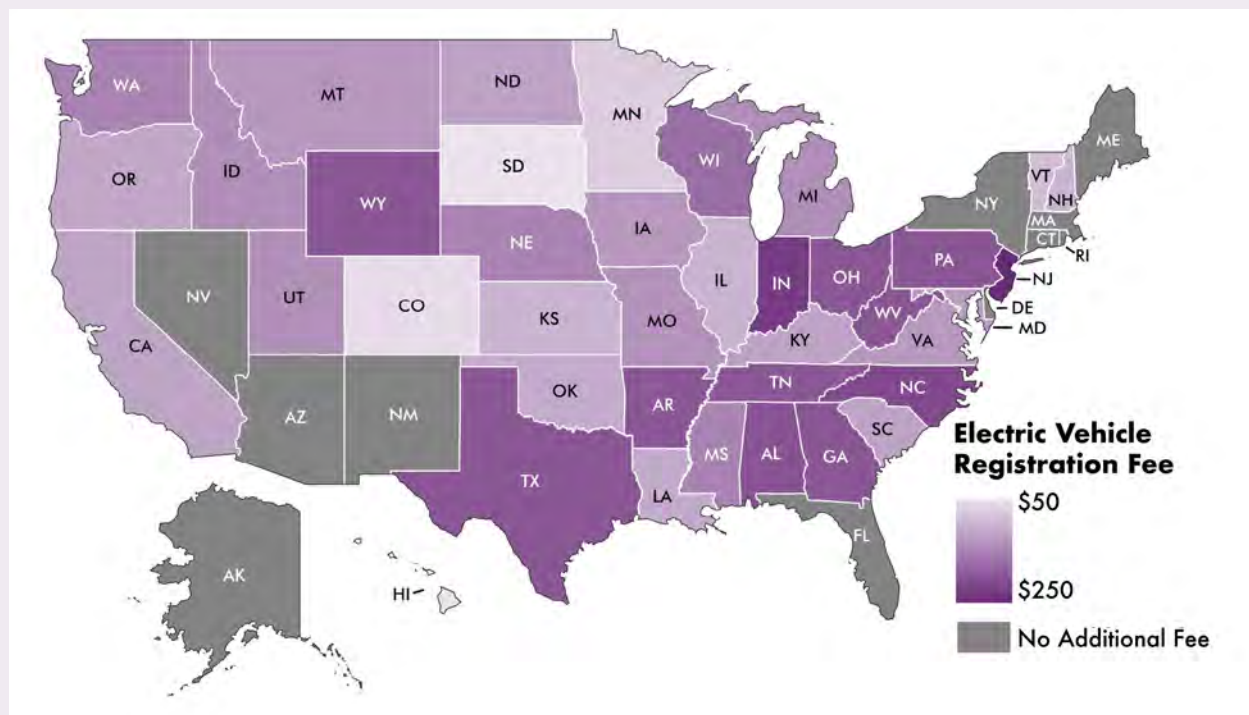 WA
MT
ND
MN
ME
OR
ID
SD
WI
VT
NH
WY
MI
NY
MA
CT
RI
NE
IA
PA
NJ
NV
UT
CO
IL
IN
OH
DE
MD
CA
KS
MO
WV
KY
VA
AZ
NM
OK
AR
TN
NC
SC
MS
AL
GA
TX
LA
FL
AK
HI
Electric Vehicle
Registration Fee
$50
$250
No Additional Fee